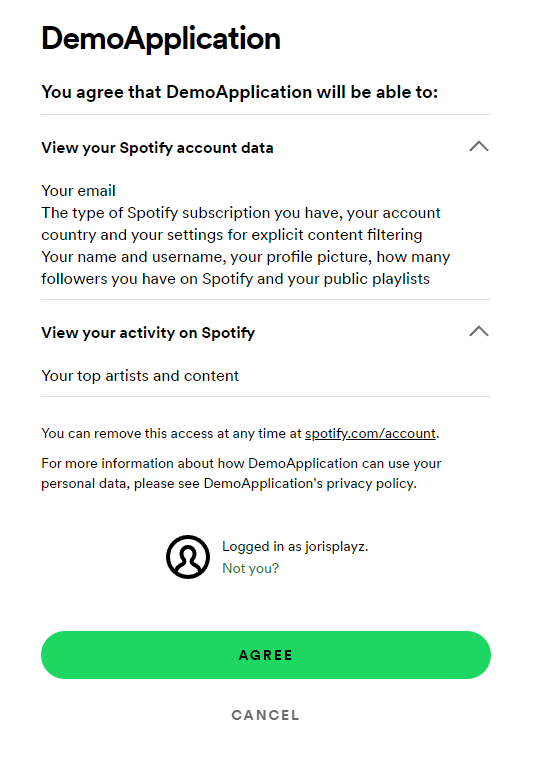 DemoApplication
You agree that DemoApplication will be able to:
View your Spotify account data
Your email
The type of Spotify subscription you have, your account
country and your settings for explicit content filtering
Your name and username, your profile picture, how many
followers you have on Spotify and your public playlists
View your activity on Spotify
Your top artists and content
You can remove this access at any time at spotify.com/account.
For more information about how DemoApplication can use your
personal data, please see DemoApplication's privacy policy.
Logged in as jorisplayz.
Not you?
AGREE
CANCEL